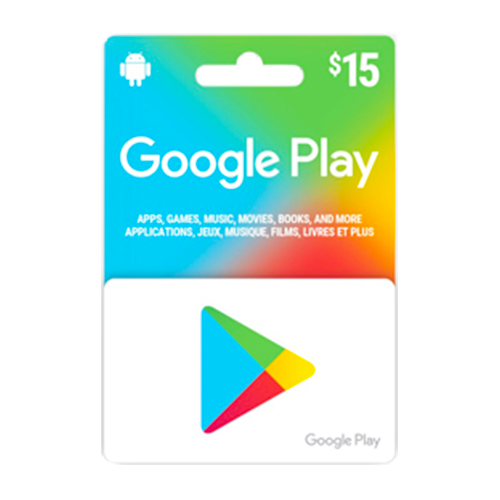 $15
Google Play
APPS, GAMES, MUSIC, MOVIES, BOOKS, AND MORE
APPLICATIONS, JEUX, MUSIQUE, FILMS, LIVRES ET PLUS
Google Play